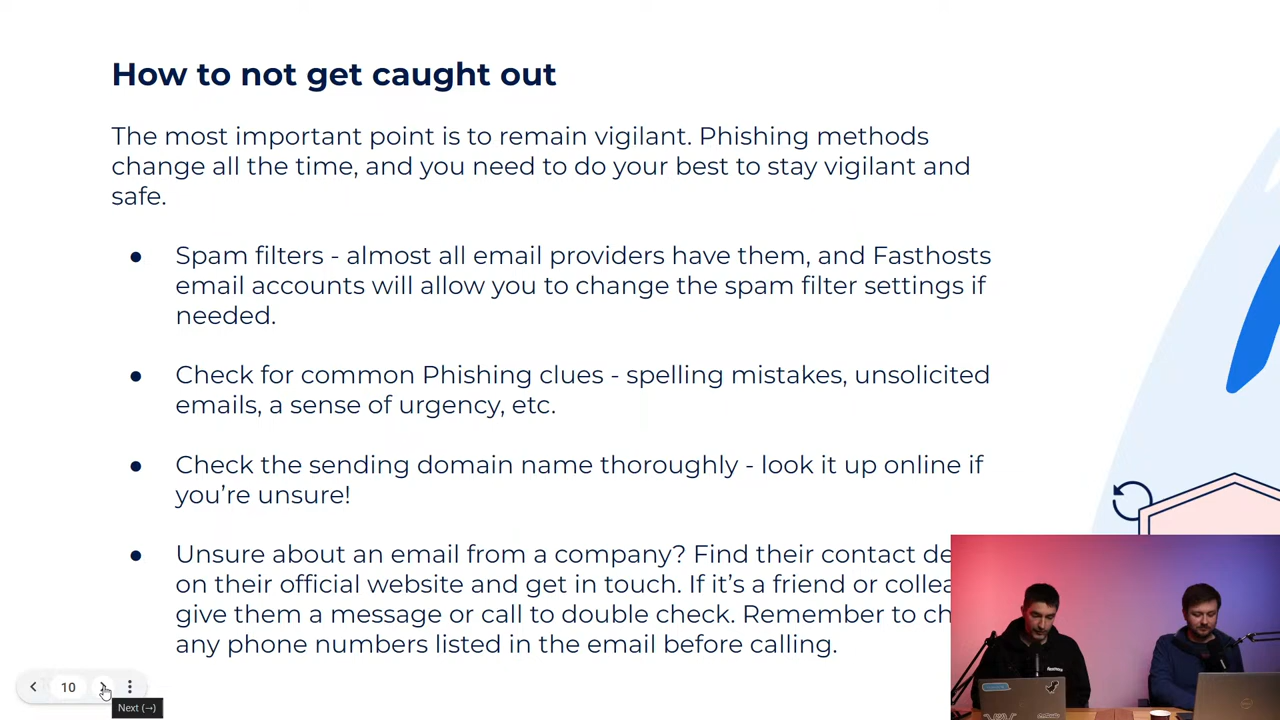 How to not get caught out
The most important point is to remain vigilant. Phishing methods
change all the time, and you need to do your best to stay vigilant and
safe.
● Spam filters - almost all email providers have them, and Fasthosts
email accounts will allow you to change the spam filter settings if
needed.
● Check for common Phishing clues - spelling mistakes, unsolicited
emails, a sense of urgency, etc.
● Check the sending domain name thoroughly - look it up online if
you’re unsure!
● Unsure about an email from a company? Find their contact de
on their official website and get in touch. If it’s a friend or collea
give them a message or call to double check. Remember to ch
any phone numbers listed in the email before calling.
10
Next (→)